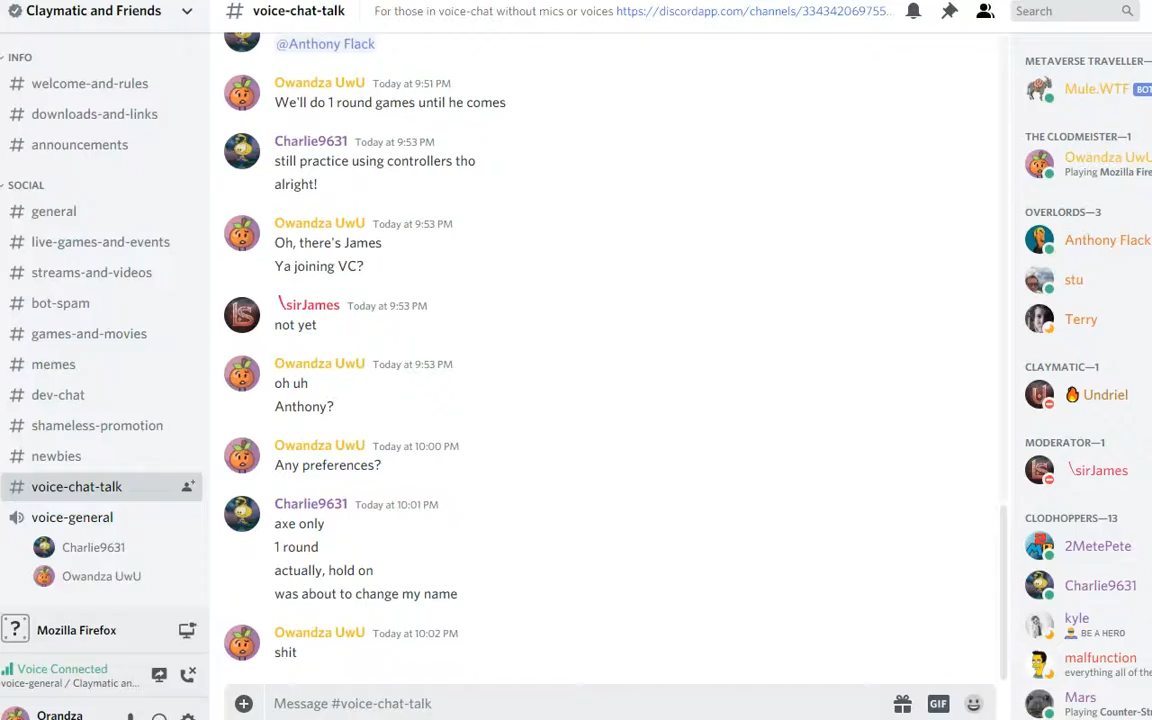 Claymatic and Friends
INFO
# welcome-and-rules
# downloads-and-links
# announcements
SOCIAL
# general
# live-games-and-events
# streams-and-videos
# bot-spam
# games-and-movies
# memes
# dev-chat
# shameless-promotion
# newbies
# voice-chat-talk
voice-general
Charlie9631
Owandza UwU
? Mozilla Firefox
Voice Connected
voice-general / Claymatic an...
Orandza
# voice-chat-talk For those in voice-chat without mics or voices https://discordapp.com/channels/334342069755...
Search
@Anthony Flack
Owandza UwU Today at 9:51 PM
We'll do 1 round games until he comes
Charlie9631 Today at 9:53 PM
still practice using controllers tho
alright!
Owandza UwU Today at 9:53 PM
Oh, there's James
Ya joining VC?
\sirJames Today at 9:53 PM
not yet
Owandza UwU Today at 9:53 PM
oh uh
Anthony?
Owandza UwU Today at 10:00 PM
Any preferences?
Charlie9631 Today at 10:01 PM
axe only
1 round
actually, hold on
was about to change my name
Owandza UwU Today at 10:02 PM
shit
Message #voice-chat-talk
GIF
METAVERSE TRAVELLER—
Mule.WTF BOT
THE CLODMEISTER—1
Owandza UwU
Playing Mozilla Fire
OVERLORDS—3
Anthony Flack
stu
Terry
CLAYMATIC—1
Undriel
MODERATOR—1
\sirJames
CLODHOPPERS—13
2MetePete
Charlie9631
kyle
BE A HERO
malfunction
everything all of the
Mars
Playing Counter-Str